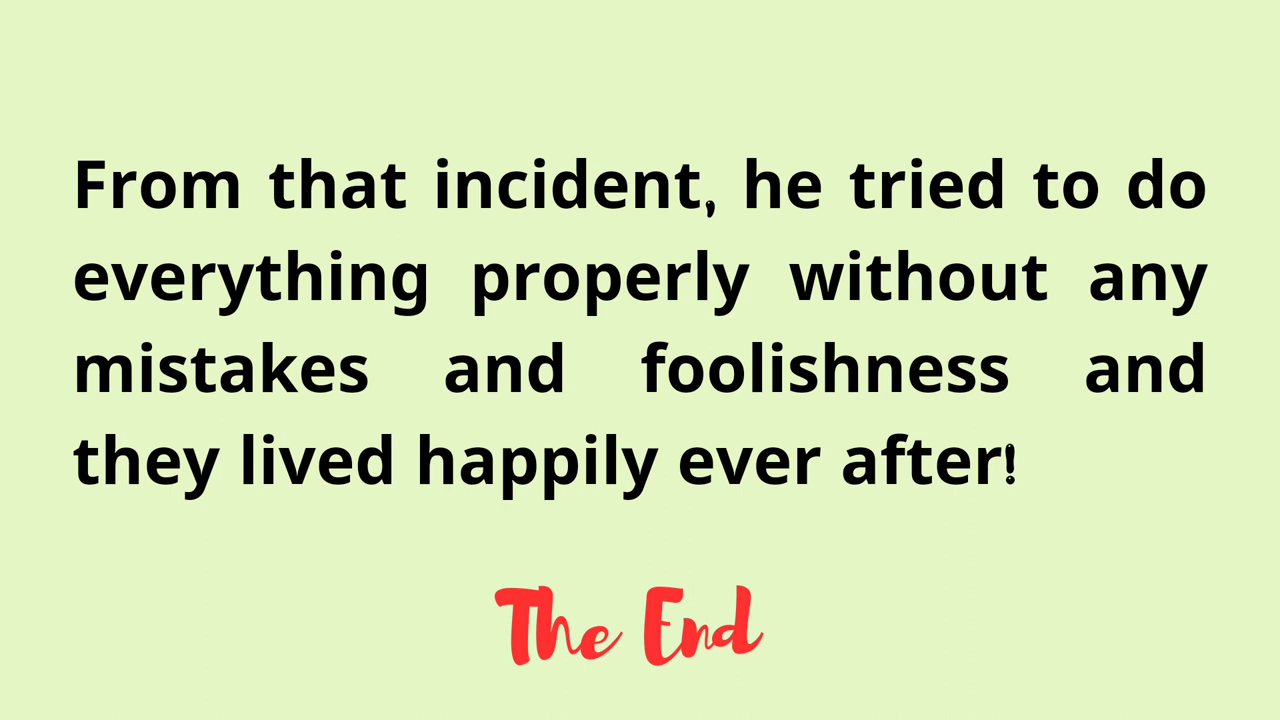 From that incident, he tried to do
everything properly without any
mistakes and foolishness and
they lived happily ever after!
The End